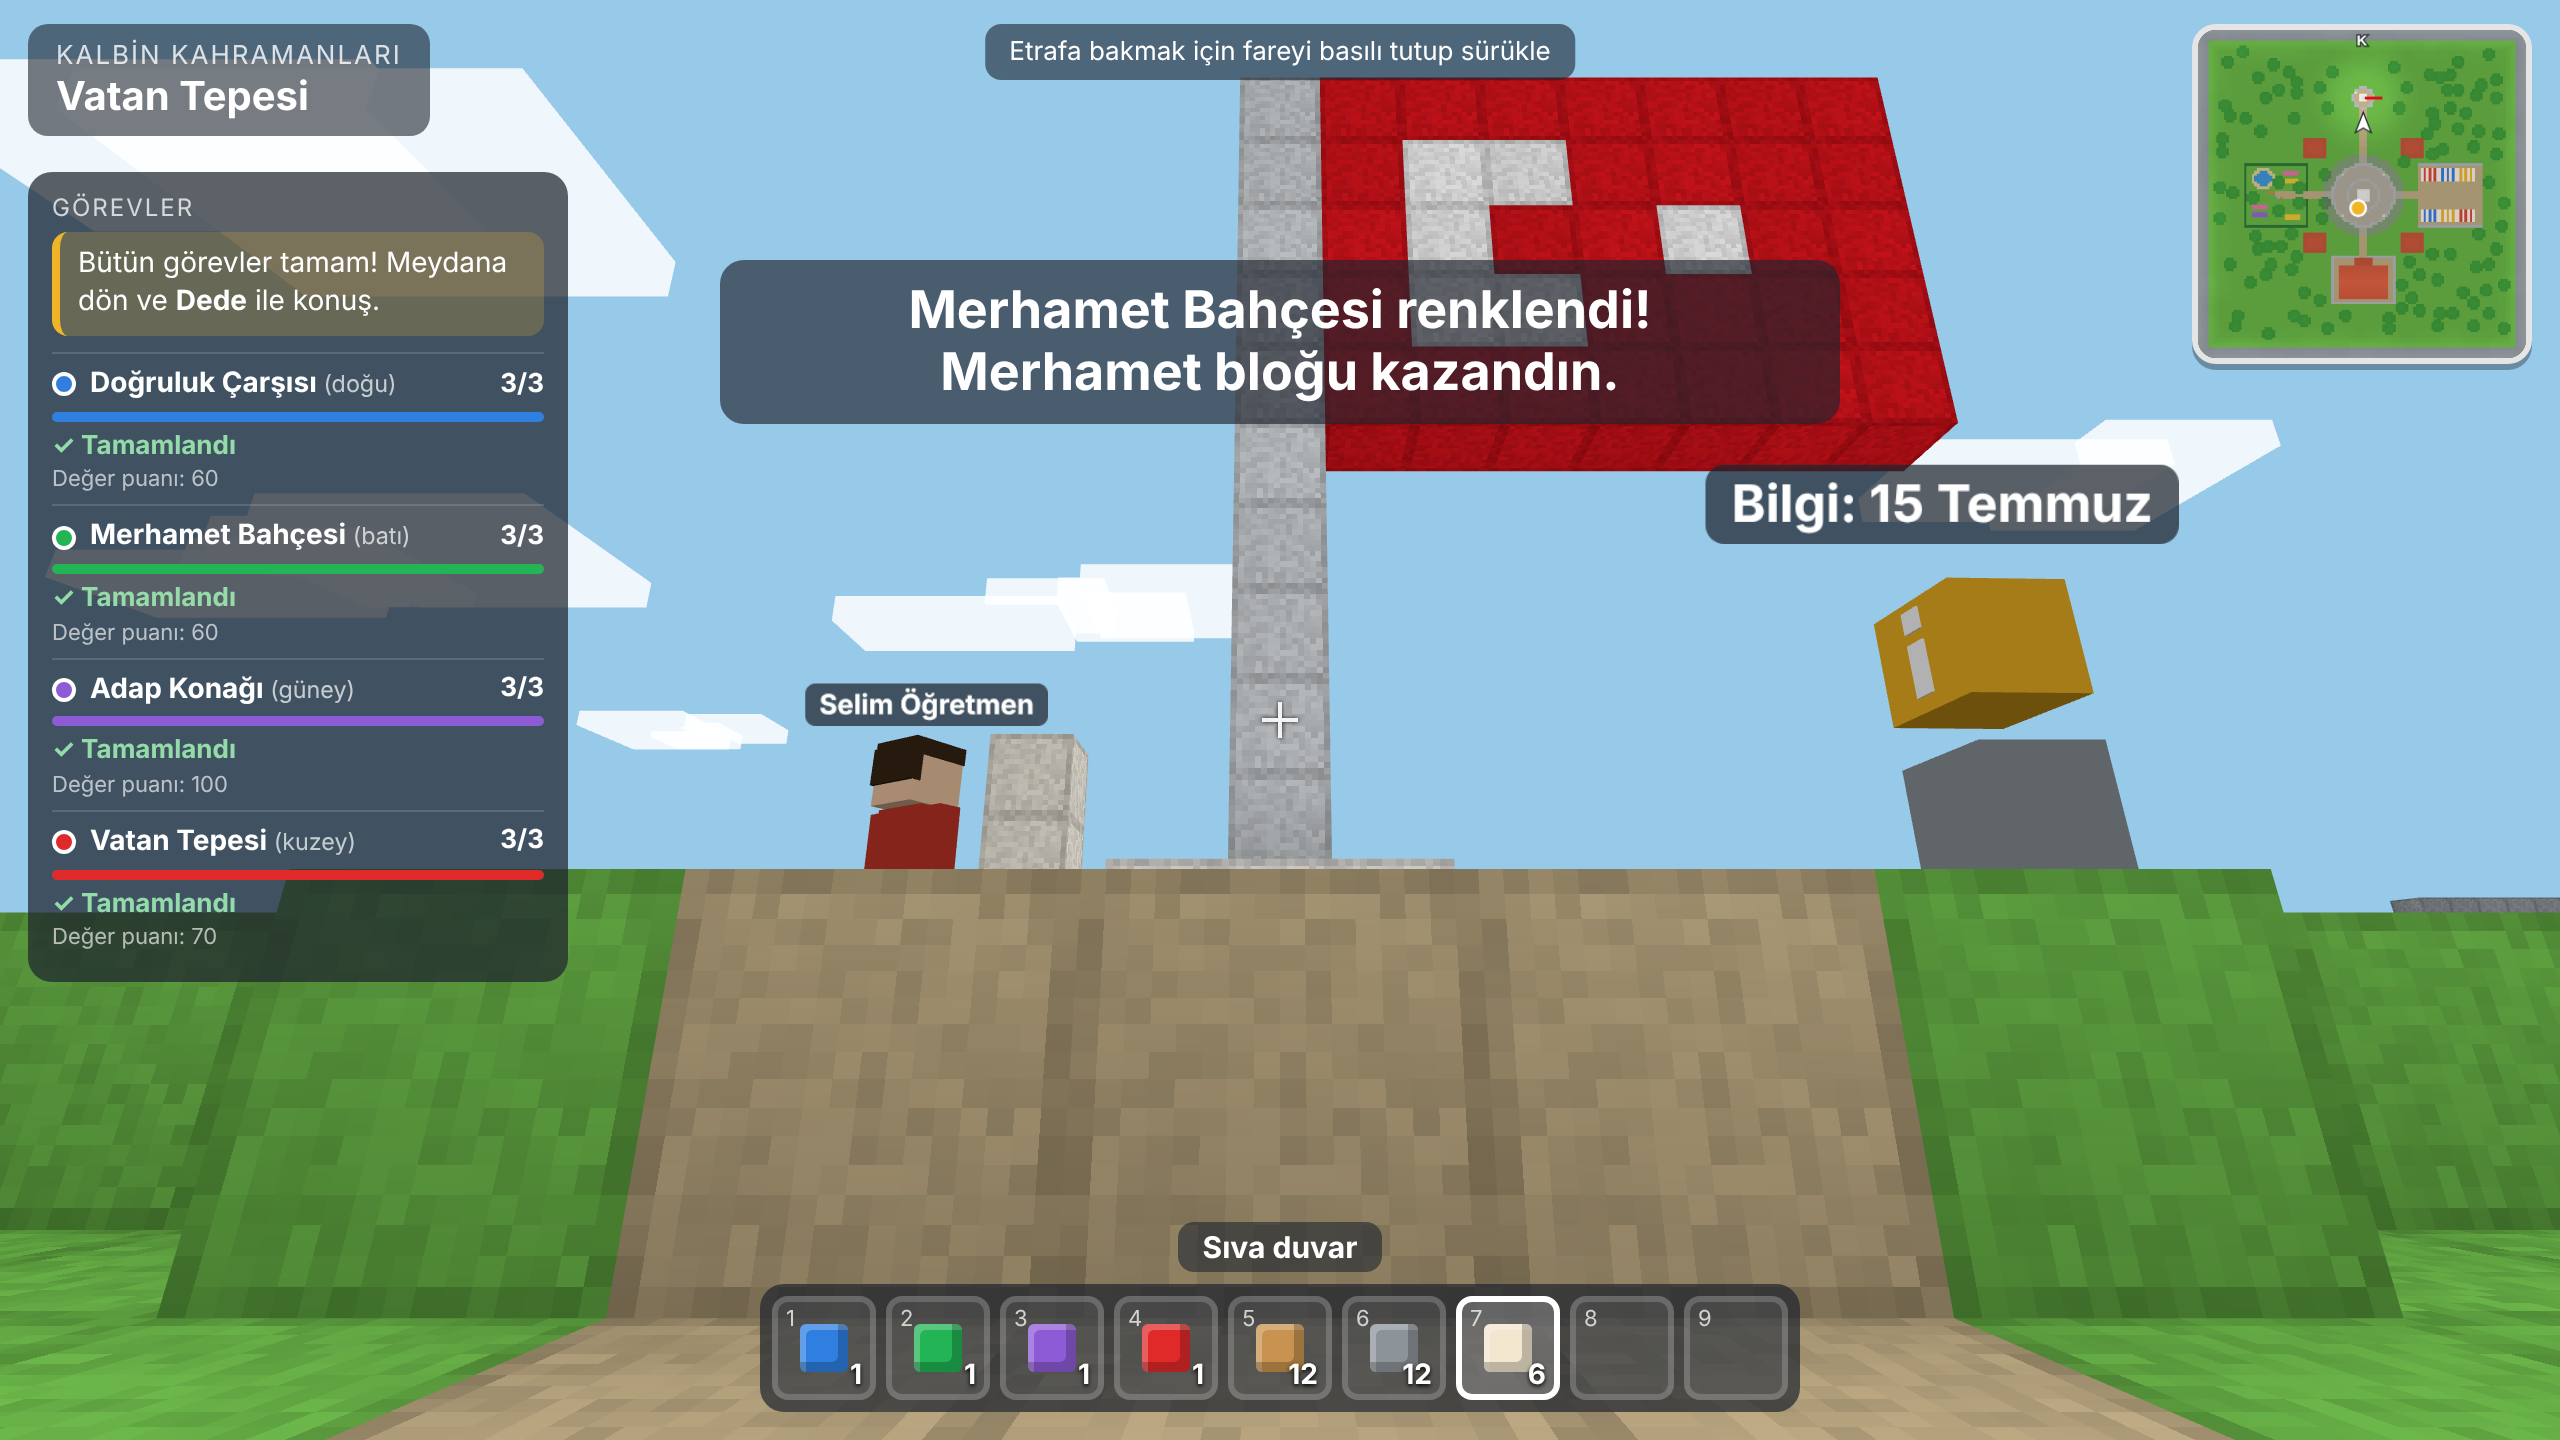 KALBİN KAHRAMANLARI
Vatan Tepesi
Etrafa bakmak için fareyi basılı tutup sürükle
K
GÖREVLER
Bütün görevler tamam! Meydana
dön ve Dede ile konuş.
Doğruluk Çarşısı (doğu) 3/3
✓ Tamamlandı
Değer puanı: 60
Merhamet Bahçesi (batı) 3/3
✓ Tamamlandı
Değer puanı: 60
Adap Konağı (güney) 3/3
✓ Tamamlandı
Değer puanı: 100
Vatan Tepesi (kuzey) 3/3
✓ Tamamlandı
Değer puanı: 70
Merhamet Bahçesi renklendi!
Merhamet bloğu kazandın.
Bilgi: 15 Temmuz
i
Selim Öğretmen
Sıva duvar
1 2 3 4 5 6 7 8 9
1 1 1 1 12 12 6